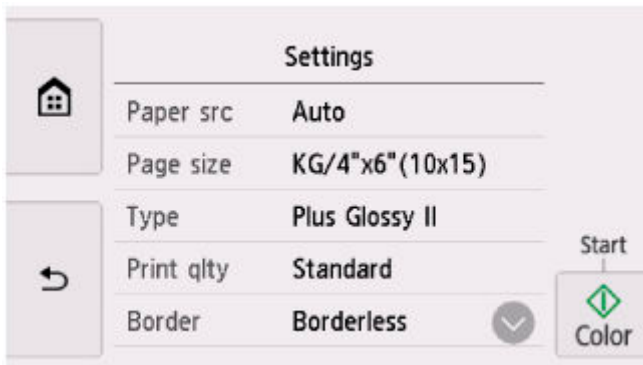 Settings
Paper src Auto
Page size KG/4"x6"(10x15)
Type Plus Glossy II
Print qlty Standard
Border Borderless
Start
Color